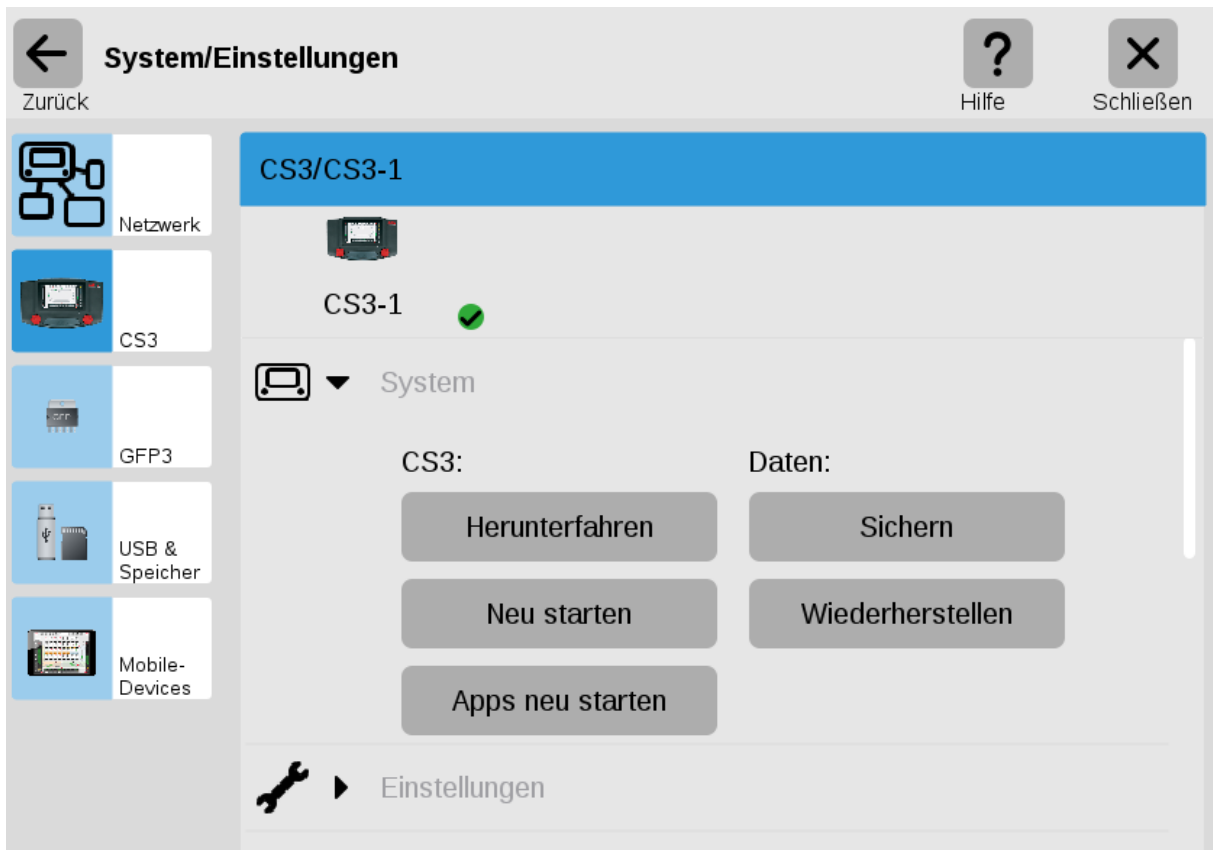 System/Einstellungen
Zurück
Hilfe
Schließen
Netzwerk
CS3
GFP3
USB &
Speicher
Mobile-
Devices
CS3/CS3-1
CS3-1
System
CS3:
Daten:
Herunterfahren
Sichern
Neu starten
Wiederherstellen
Apps neu starten
Einstellungen